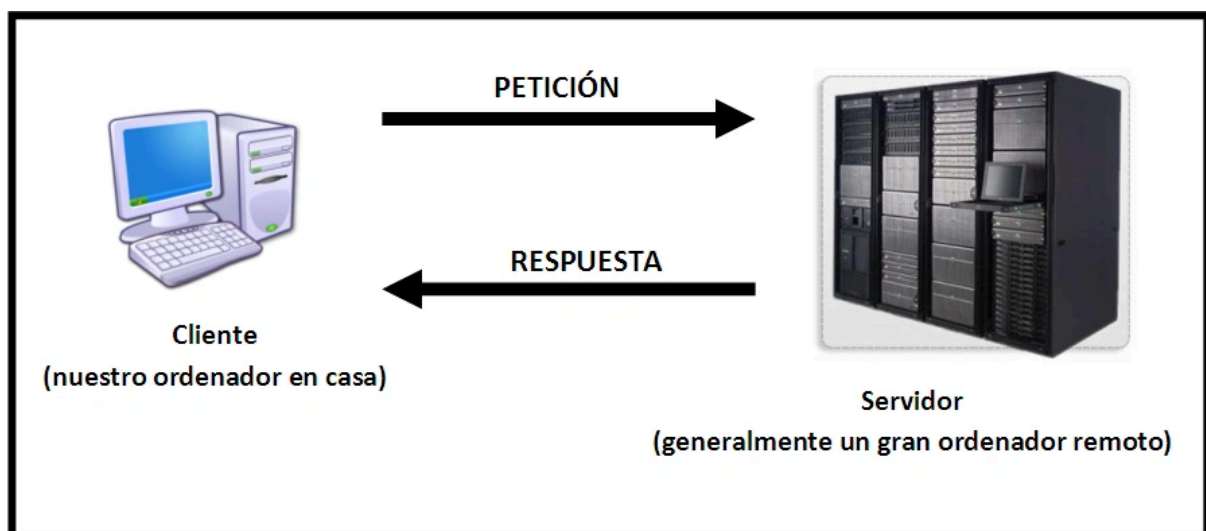 PETICIÓN
RESPUESTA
Cliente
(nuestro ordenador en casa)
Servidor
(generalmente un gran ordenador remoto)